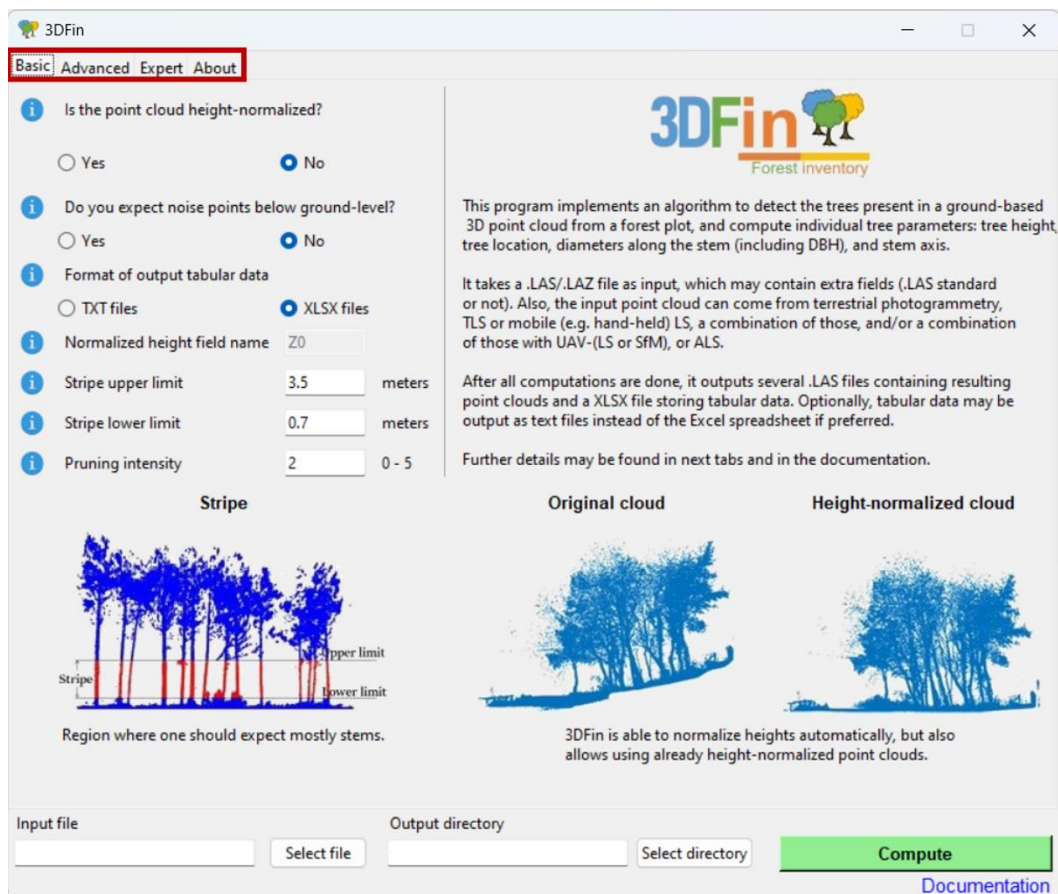 3DFin
Basic Advanced Expert About
Is the point cloud height-normalized?
Yes No
Do you expect noise points below ground-level?
Yes No
Format of output tabular data
TXT files XLSX files
Normalized height field name Z0
Stripe upper limit 3.5 meters
Stripe lower limit 0.7 meters
Pruning intensity 2 0 - 5
3DFin
Forest inventory
This program implements an algorithm to detect the trees present in a ground-based
3D point cloud from a forest plot, and compute individual tree parameters: tree height,
tree location, diameters along the stem (including DBH), and stem axis.
It takes a .LAS/.LAZ file as input, which may contain extra fields (.LAS standard
or not). Also, the input point cloud can come from terrestrial photogrammetry,
TLS or mobile (e.g. hand-held) LS, a combination of those, and/or a combination
of those with UAV-(LS or SfM), or ALS.
After all computations are done, it outputs several .LAS files containing resulting
point clouds and a XLSX file storing tabular data. Optionally, tabular data may be
output as text files instead of the Excel spreadsheet if preferred.
Further details may be found in next tabs and in the documentation.
Stripe
Upper limit
Stripe
Lower limit
Region where one should expect mostly stems.
Original cloud Height-normalized cloud
3DFin is able to normalize heights automatically, but also
allows using already height-normalized point clouds.
Input file
Select file
Output directory
Select directory
Compute
Documentation